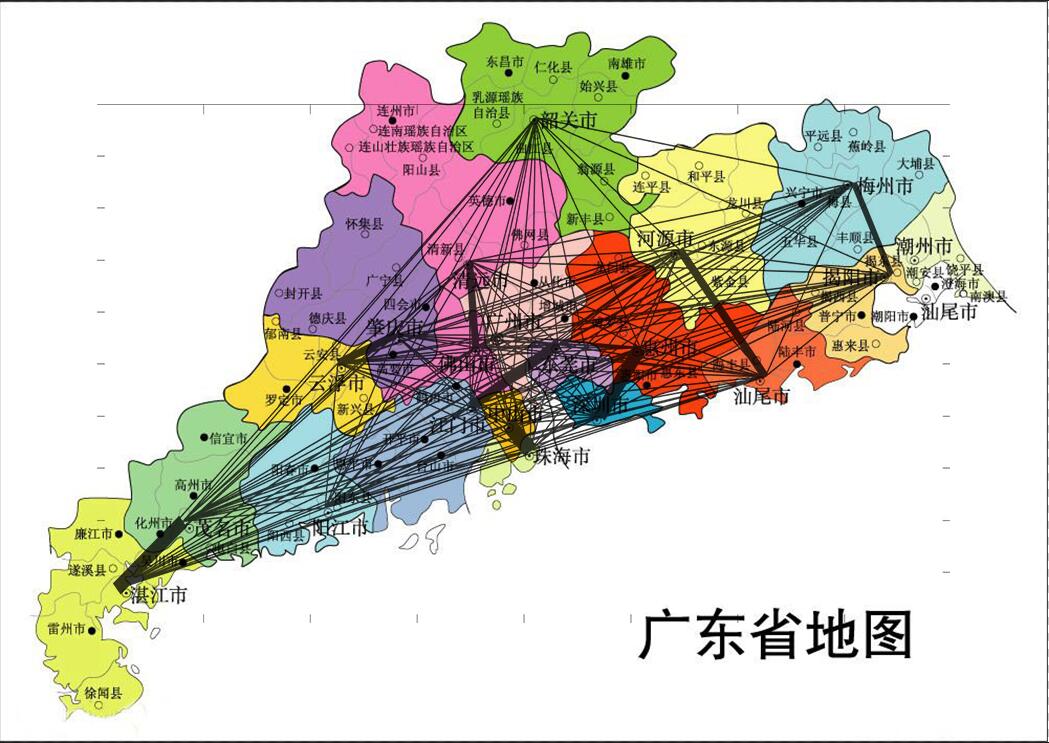 东昌市
仁化县
南雄市
始兴县
乳源瑶族
自治县
韶关市
连州市
连南瑶族自治区
连山壮族瑶族自治区
阳山县
翁源县
平远县
蕉岭县
大埔县
兴宁市
梅州市
梅县
连平县
和平县
龙川县
英德市
新丰县
怀集县
佛冈县
清新县
河源市
东源县
五华县
丰顺县
潮州市
揭东县
潮安县
饶平县
澄海市
南澳县
揭阳市
紫金县
清远市
从化市
广宁县
封开县
四会市
德庆县
肇庆市
广州市
增城市
郁南县
普宁市
潮阳市
汕尾市
陆河县
惠来县
云安县
佛山市
东莞市
惠州市
惠东县
海丰县
陆丰市
云浮市
罗定市
新兴县
深圳市
汕尾市
江门市
中山市
开平市
台山市
珠海市
信宜市
阳春市
恩平市
高州市
阳东县
化州市
茂名市
阳江市
阳西县
廉江市
吴川市
遂溪县
湛江市
雷州市
徐闻县
广东省地图